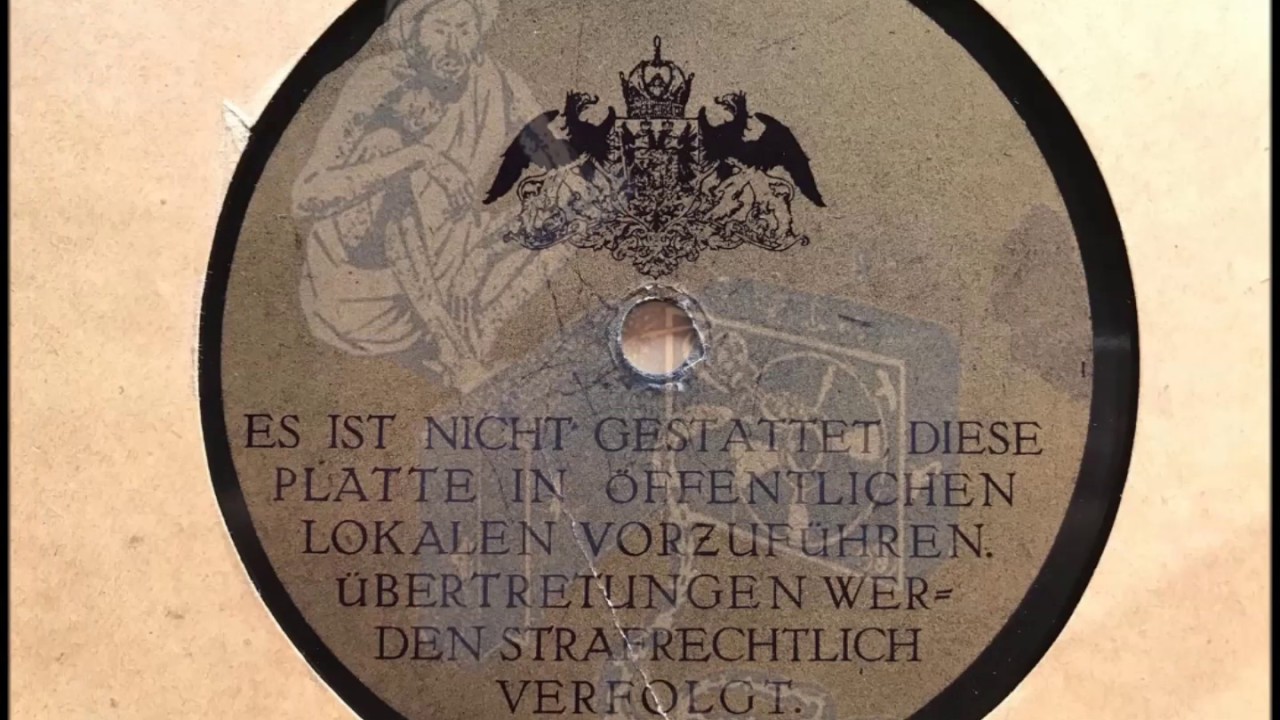 ES IST NICHT GESTATTET, DIESE
PLATTE IN ÖFFENTLICHEN
LOKALEN VORZUFÜHREN.
ÜBERTRETUNGEN WER=
DEN STRAFRECHTLICH
VERFOLGT.